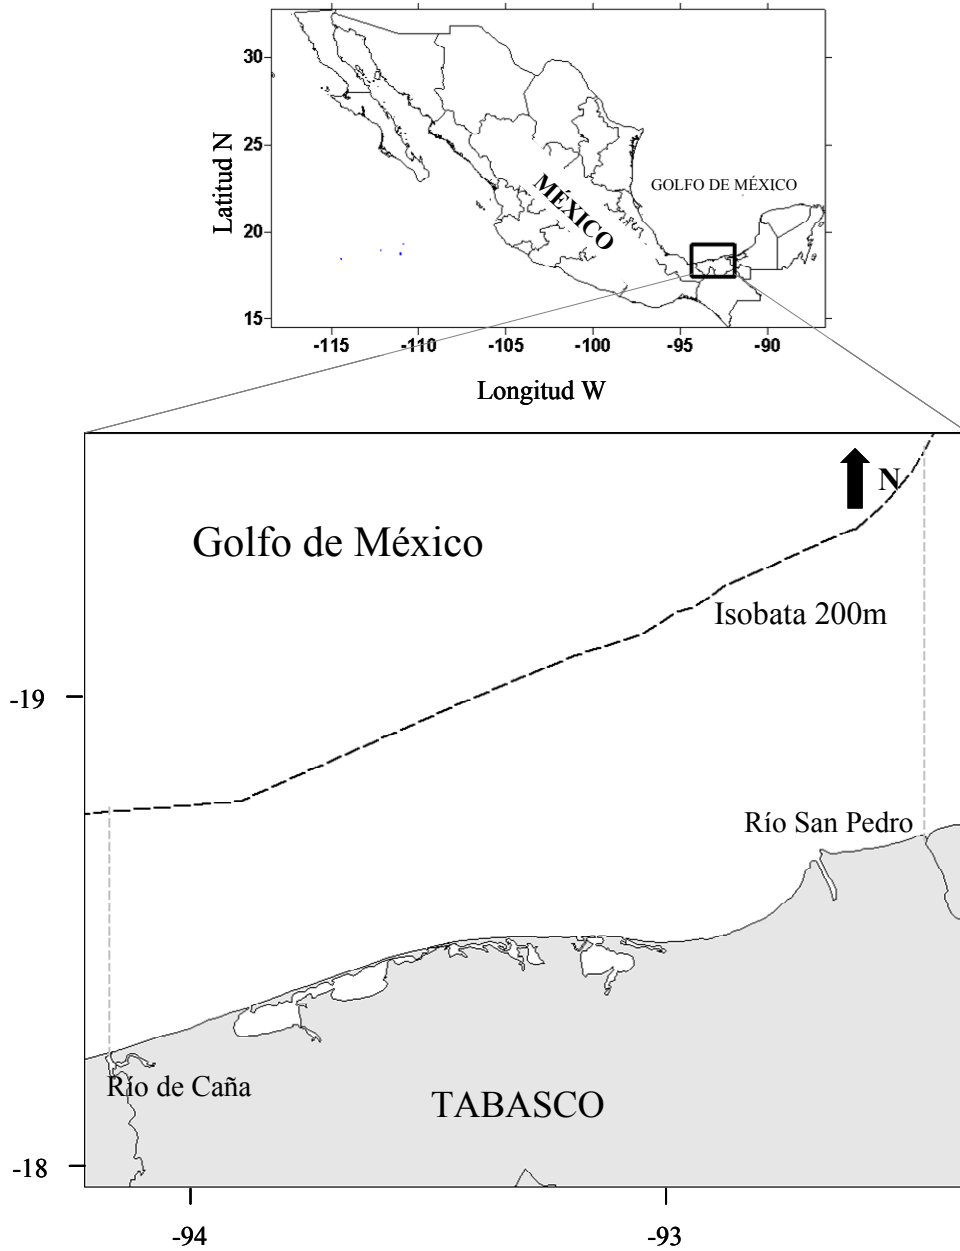 30
25
20
15
Latitud N
MÉXICO
GOLFO DE MÉXICO
-115
-110
-105
-100
-95
-90
Longitud W
N
Golfo de México
Isobata 200m
-19
Río San Pedro
Río de Caña
TABASCO
-18
-94
-93